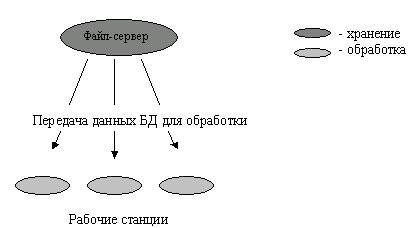 Файл-сервер
- хранение
- обработка
Передача данных БД для обработки
Рабочие станции